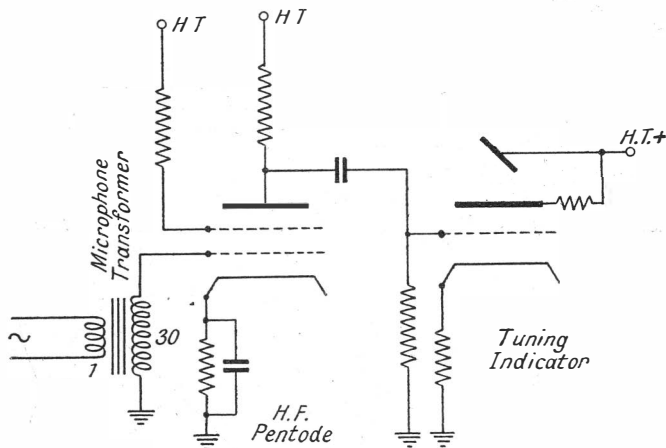 HT
HT
H.T.+
Microphone
Transformer
~
1
30
H.F.
Pentode
Tuning
Indicator